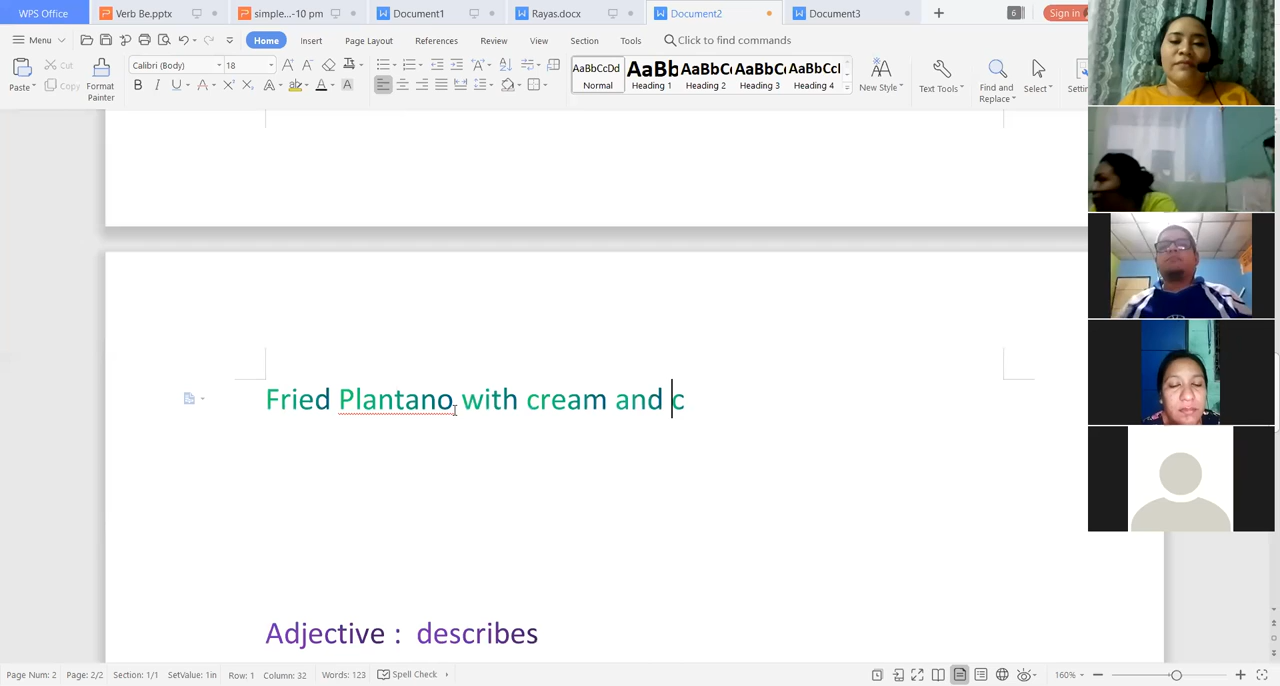 WPS Office Verb Be.pptx simple...-10 pm Document1 Rayas.docx Document2 Document3 + 6 Sign in
Menu Home Insert Page Layout References Review View Section Tools Click to find commands
Paste Cut Copy Format Painter Calibri (Body) 18 AaBbCcDd Normal AaBb Heading 1 AaBbC Heading 2 AaBbC Heading 3 AaBbCcl Heading 4 New Style Text Tools Find and Replace Select Settin
Fried Plantano with cream and c
Adjective : describes
Page Num: 2 Page: 2/2 Section: 1/1 SetValue: 1in Row: 1 Column: 32 Words: 123 Spell Check 160%